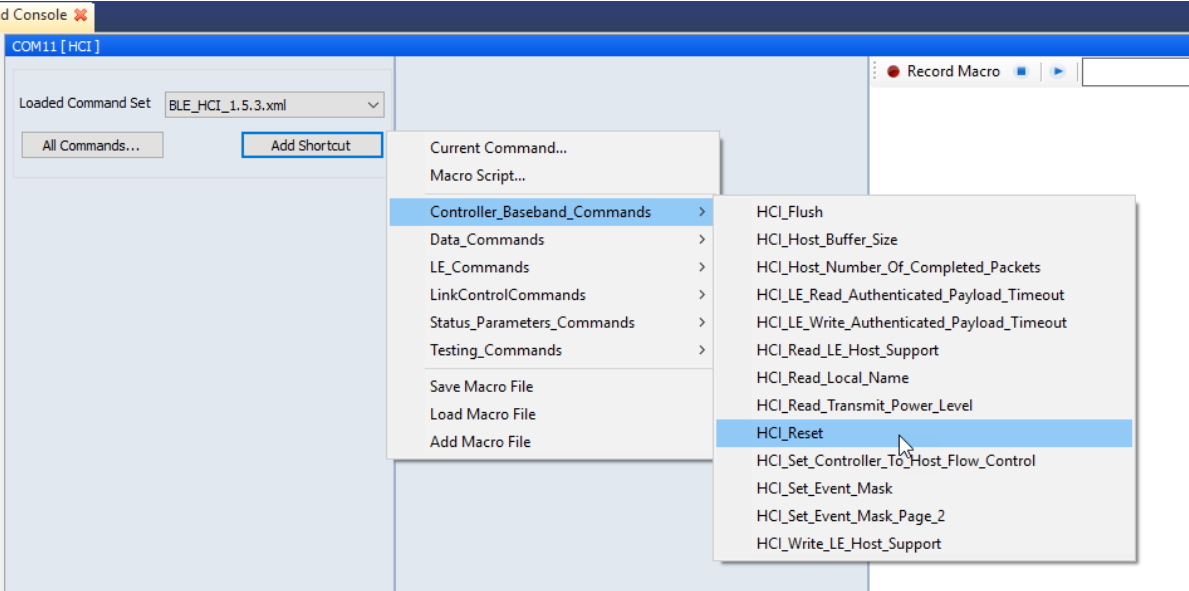 d Console
COM11 [ HCI ]
Record Macro
Loaded Command Set
BLE_HCI_1.5.3.xml
All Commands...
Add Shortcut
Current Command...
Macro Script...
Controller_Baseband_Commands
Data_Commands
LE_Commands
LinkControlCommands
Status_Parameters_Commands
Testing_Commands
Save Macro File
Load Macro File
Add Macro File
HCI_Flush
HCI_Host_Buffer_Size
HCI_Host_Number_Of_Completed_Packets
HCI_LE_Read_Authenticated_Payload_Timeout
HCI_LE_Write_Authenticated_Payload_Timeout
HCI_Read_LE_Host_Support
HCI_Read_Local_Name
HCI_Read_Transmit_Power_Level
HCI_Reset
HCI_Set_Controller_To_Host_Flow_Control
HCI_Set_Event_Mask
HCI_Set_Event_Mask_Page_2
HCI_Write_LE_Host_Support